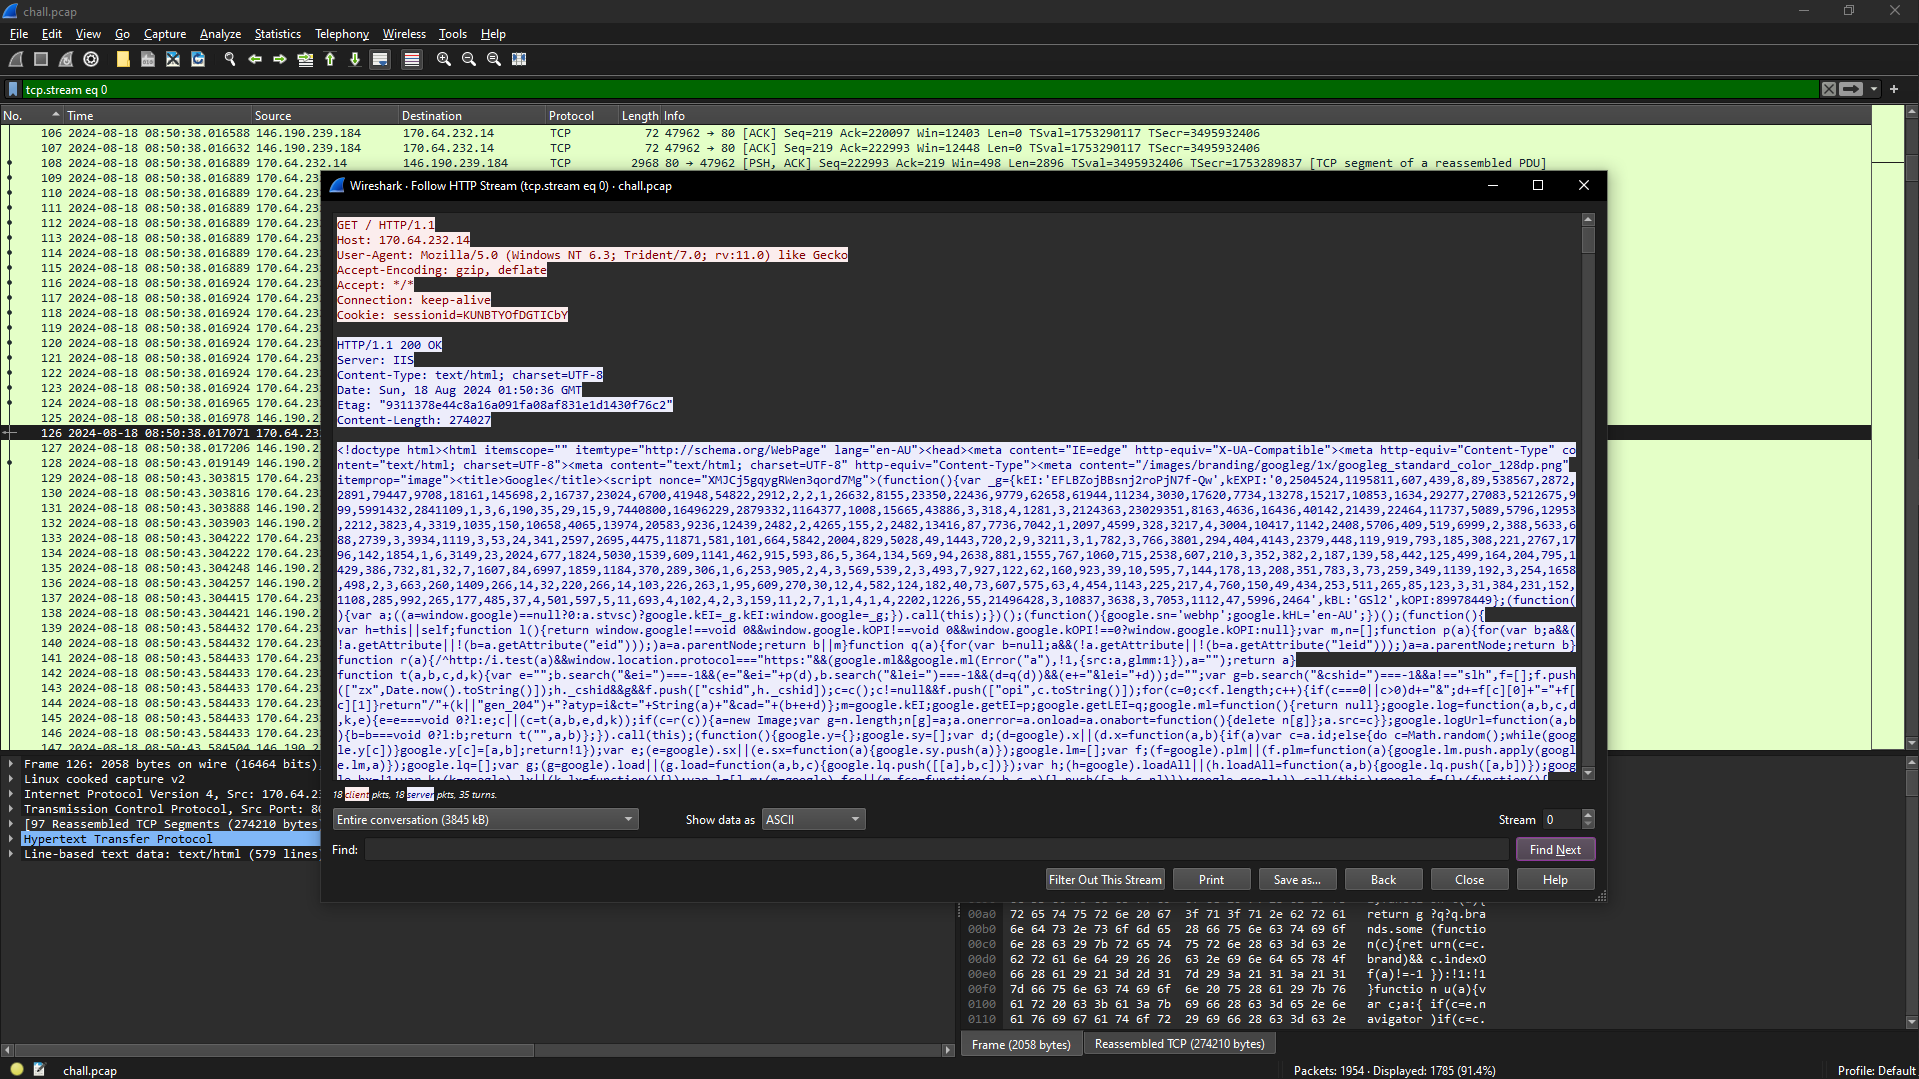 chall.pcap
File Edit View Go Capture Analyze Statistics Telephony Wireless Tools Help
tcp.stream eq 0
No. Time Source Destination Protocol Length Info
106 2024-08-18 08:50:38.016588 146.190.239.184 170.64.232.14 TCP 72 47962 → 80 [ACK] Seq=219 Ack=220097 Win=12403 Len=0 TSval=1753290117 TSecr=3495932406
107 2024-08-18 08:50:38.016632 146.190.239.184 170.64.232.14 TCP 72 47962 → 80 [ACK] Seq=219 Ack=222993 Win=12448 Len=0 TSval=1753290117 TSecr=3495932406
108 2024-08-18 08:50:38.016889 170.64.232.14 146.190.239.184 TCP 2968 80 → 47962 [PSH, ACK] Seq=222993 Ack=219 Win=498 Len=2896 TSval=3495932406 TSecr=1753289837 [TCP segment of a reassembled PDU]
109 2024-08-18 08:50:38.016889 170.64.23
110 2024-08-18 08:50:38.016889 170.64.23
111 2024-08-18 08:50:38.016889 170.64.23
112 2024-08-18 08:50:38.016889 170.64.23
113 2024-08-18 08:50:38.016889 170.64.23
114 2024-08-18 08:50:38.016889 170.64.23
115 2024-08-18 08:50:38.016889 170.64.23
116 2024-08-18 08:50:38.016924 170.64.23
117 2024-08-18 08:50:38.016924 170.64.23
118 2024-08-18 08:50:38.016924 170.64.23
119 2024-08-18 08:50:38.016924 170.64.23
120 2024-08-18 08:50:38.016924 170.64.23
121 2024-08-18 08:50:38.016924 170.64.23
122 2024-08-18 08:50:38.016924 170.64.23
123 2024-08-18 08:50:38.016924 170.64.23
124 2024-08-18 08:50:38.016965 170.64.23
125 2024-08-18 08:50:38.016978 146.190.2
126 2024-08-18 08:50:38.017071 170.64.23
127 2024-08-18 08:50:38.017206 146.190.2
128 2024-08-18 08:50:43.019149 146.190.2
129 2024-08-18 08:50:43.303815 170.64.23
130 2024-08-18 08:50:43.303816 170.64.23
131 2024-08-18 08:50:43.303888 146.190.2
132 2024-08-18 08:50:43.303903 146.190.2
133 2024-08-18 08:50:43.304222 170.64.23
134 2024-08-18 08:50:43.304222 170.64.23
135 2024-08-18 08:50:43.304248 146.190.2
136 2024-08-18 08:50:43.304257 146.190.2
137 2024-08-18 08:50:43.304415 170.64.23
138 2024-08-18 08:50:43.304421 146.190.2
139 2024-08-18 08:50:43.584432 170.64.23
140 2024-08-18 08:50:43.584432 170.64.23
141 2024-08-18 08:50:43.584433 170.64.23
142 2024-08-18 08:50:43.584433 170.64.23
143 2024-08-18 08:50:43.584433 170.64.23
144 2024-08-18 08:50:43.584433 170.64.23
145 2024-08-18 08:50:43.584433 170.64.23
146 2024-08-18 08:50:43.584433 170.64.23
147 2024-08-18 08:50:43.584504 146.190.2
Wireshark · Follow HTTP Stream (tcp.stream eq 0) · chall.pcap
GET / HTTP/1.1
Host: 170.64.232.14
User-Agent: Mozilla/5.0 (Windows NT 6.3; Trident/7.0; rv:11.0) like Gecko
Accept-Encoding: gzip, deflate
Accept: */*
Connection: keep-alive
Cookie: sessionid=KUNBTYOfDGTICbY
HTTP/1.1 200 OK
Server: IIS
Content-Type: text/html; charset=UTF-8
Date: Sun, 18 Aug 2024 01:50:36 GMT
Etag: "9311378e44c8a16a091fa08af831e1d1430f76c2"
Content-Length: 274027
<!doctype html><html itemscope="" itemtype="http://schema.org/WebPage" lang="en-AU"><head><meta content="IE=edge" http-equiv="X-UA-Compatible"><meta http-equiv="Content-Type" co
ntent="text/html; charset=UTF-8"><meta content="text/html; charset=UTF-8" http-equiv="Content-Type"><meta content="/images/branding/googleg/1x/googleg_standard_color_128dp.png"
itemprop="image"><title>Google</title><script nonce="XMJCj5gqygRWen3qord7Mg">(function(){var _g={kEI:'EFLBZojBBsnj2roPjN7f-Qw',kEXPI:'0,2504524,1195811,607,439,8,89,538567,2872,
2891,79447,9708,18161,145698,2,16737,23024,6700,41948,54822,2912,2,2,1,26632,8155,23350,22436,9779,62658,61944,3134,3030,17620,7734,13278,15217,10853,1634,29277,27083,5212675,9
99,5991432,2841109,1,3,6,190,35,29,15,9,7440800,16496229,2879332,1164377,1008,15665,43886,3,318,4,1281,3,2124363,23029351,8163,4636,16436,40142,21439,22464,11737,5089,5796,12953
,2212,3823,4,3319,1035,150,10658,4065,13974,20583,9236,12439,2482,2,4265,155,2,2482,13416,87,7736,7042,1,2097,4599,328,3217,4,3004,10417,1142,2408,5706,409,519,6999,2,388,5633,6
88,2739,3,3934,1119,3,53,24,341,2597,2695,4475,11871,581,101,664,5842,2004,829,5028,49,1443,720,2,9,3211,3,1,782,3,766,3801,294,404,4143,2379,448,119,919,793,185,308,221,2767,17
96,142,1854,1,6,3149,23,2024,677,1824,5030,1539,609,1141,462,915,593,86,5,364,134,569,94,2638,881,1555,767,1060,715,2538,607,210,3,352,382,2,187,139,58,442,125,499,164,204,795,1
429,386,732,81,32,7,1607,84,6997,1859,1184,370,289,306,1,6,253,905,2,4,3,569,539,2,3,493,7,927,122,62,160,923,39,10,595,7,144,178,13,208,351,783,3,73,259,349,1139,192,3,254,1658
,498,2,3,663,260,1409,266,14,32,220,266,14,103,226,263,1,95,609,270,30,12,4,582,124,182,40,73,607,575,63,4,454,1143,225,217,4,760,150,49,434,253,511,265,85,123,3,31,384,231,152,
1108,285,992,265,177,485,37,4,501,597,5,11,693,4,102,4,2,3,159,11,2,7,1,1,4,1,4,2202,1226,55,21496428,3,10837,3638,3,7053,1112,47,5996,2464',kBL:'GSl2',kOPI:89978449};(function(
){var a;((a=window.google)==null?0:a.stvsc)?google.kEI=_g.kEI:window.google=_g;}).call(this);})();(function(){google.sn='webhp';google.kHL='en-AU';})();(function(){
var h=this||self;function l(){return window.google!==void 0&&window.google.kOPI!==void 0&&window.google.kOPI!==0?window.google.kOPI:null};var m,n=[];function p(a){for(var b;a&&(
!a.getAttribute||!(b=a.getAttribute("eid")));)a=a.parentNode;return b||m}function q(a){for(var b=null;a&&(!a.getAttribute||!(b=a.getAttribute("leid")));)a=a.parentNode;return b}
function r(a){/^http:/i.test(a)&&window.location.protocol==="https:"&&(google.ml&&google.ml(Error("a"),!1,{src:a,glmm:1}),a="");return a}
function t(a,b,c,d,k){var e="";b.search("&ei=")===-1&&(e="&ei="+p(d),b.search("&lei=")===-1&&(d=q(d))&&(e+="&lei="+d));d="";var g=b.search("&cshid=")===-1&&a!=="slh",f=[];f.push
(["zx",Date.now().toString()]);h._cshid&&g&&f.push(["cshid",h._cshid]);c=c();c!=null&&f.push(["opi",c.toString()]);for(c=0;c<f.length;c++){if(c===0||c>0)d+="&";d+=f[c][0]+"="+f[
c][1]}return"/"+(k||"gen_204")+"?atyp=i&ct="+String(a)+"&cad="+(b+e+d)};m=google.kEI;google.getEI=p;google.getLEI=q;google.ml=function(){return null};google.log=function(a,b,c,d
,k,e){e=e===void 0?l:e;c||(c=t(a,b,e,d,k));if(c=r(c)){a=new Image;var g=n.length;n[g]=a;a.onerror=a.onload=a.onabort=function(){delete n[g]};a.src=c}};google.logUrl=function(a,b
){b=b===void 0?l:b;return t("",a,b)};}).call(this);(function(){google.y={};google.sy=[];var d;(d=google).x||(d.x=function(a,b){if(a)var c=a.id;else{do c=Math.random();while(goog
le.y[c])}google.y[c]=[a,b];return!1});var e;(e=google).sx||(e.sx=function(a){google.sy.push(a)});google.lm=[];var f;(f=google).plm||(f.plm=function(a){google.lm.push.apply(googl
e.lm,a)});google.lq=[];var g;(g=google).load||(g.load=function(a,b,c){google.lq.push([[a],b,c])});var h;(h=google).loadAll||(h.loadAll=function(a,b){google.lq.push([a,b])});goog
18 client pkts, 18 server pkts, 35 turns.
Entire conversation (3845 kB) Show data as ASCII Stream 0
Find: Find Next
Filter Out This Stream Print Save as... Back Close Help
Frame 126: 2058 bytes on wire (16464 bits),
Linux cooked capture v2
Internet Protocol Version 4, Src: 170.64.23
Transmission Control Protocol, Src Port: 80
[97 Reassembled TCP Segments (274210 bytes
Hypertext Transfer Protocol
Line-based text data: text/html (579 lines)
00a0 72 65 74 75 72 6e 20 67 3f 71 3f 71 2e 62 72 61 return g ?q?q.bra
00b0 6e 64 73 2e 73 6f 6d 65 28 66 75 6e 63 74 69 6f nds.some (functio
00c0 6e 28 63 29 7b 72 65 74 75 72 6e 28 63 3d 63 2e n(c){ret urn(c=c.
00d0 62 72 61 6e 64 29 26 26 63 2e 69 6e 64 65 78 4f brand)&& c.indexO
00e0 66 28 61 29 21 3d 2d 31 7d 29 3a 21 31 3a 21 31 f(a)!=-1 }):!1:!1
00f0 7d 66 75 6e 63 74 69 6f 6e 20 75 28 61 29 7b 76 }functio n u(a){v
0100 61 72 20 63 3b 61 3a 7b 69 66 28 63 3d 65 2e 6e ar c;a:{ if(c=e.n
0110 61 76 69 67 61 74 6f 72 29 69 66 28 63 3d 63 2e avigator )if(c=c.
Frame (2058 bytes) Reassembled TCP (274210 bytes)
chall.pcap Packets: 1954 · Displayed: 1785 (91.4%) Profile: Default